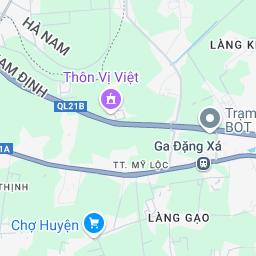 HÀ NAM
LÀNG K
AM ĐỊNH
Thôn Vị Việt
QL21B
Trạm
BOT
Ga Đặng Xá
1A
TT. MỸ LỘC
THỊNH
LÀNG GẠO
Chợ Huyện